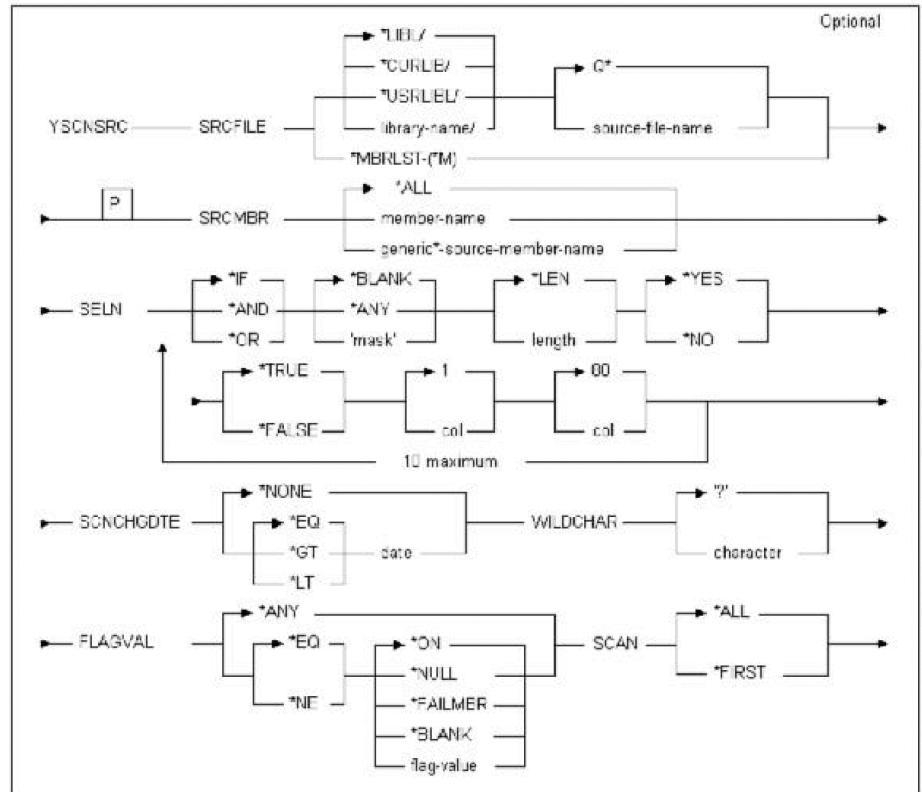 Optional
*LIBL/
*CURLIB/
*USRLIBL/
library-name/
Q*
source-file-name
YSCNSRC
SRCFILE
*MBRLST-(*M)
P
SRCMBR
*ALL
member-name
generic*-source-member-name
SELN
*IF
*AND
*OR
*BLANK
*ANY
'mask'
*LEN
length
*YES
*NO
*TRUE
*FALSE
1
col
80
col
10 maximum
SCNCHGDTE
*NONE
*EQ
*GT
*LT
date
WILDCHAR
'?'
character
FLAGVAL
*ANY
*EQ
*NE
*ON
*NULL
*FAILMER
*BLANK
flag-value
SCAN
*ALL
*FIRST